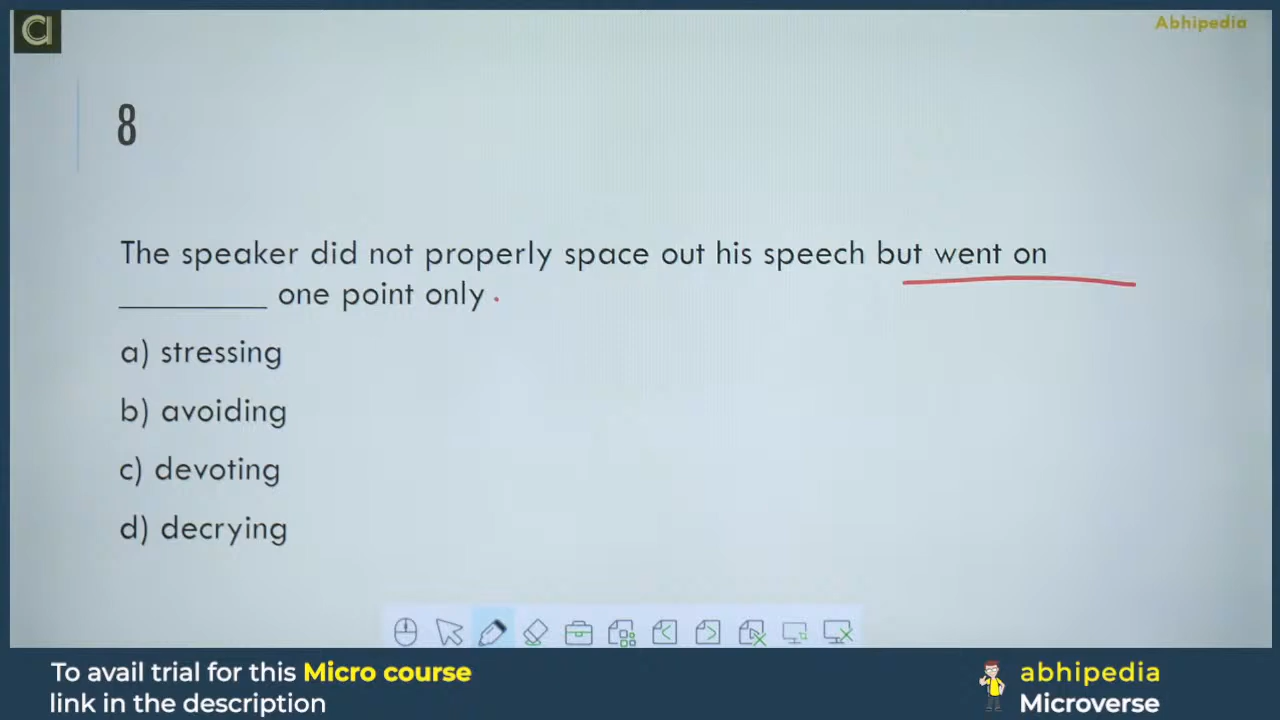 Abhipedia
8
The speaker did not properly space out his speech but went on
__________ one point only .
a) stressing
b) avoiding
c) devoting
d) decrying
To avail trial for this Micro course
link in the description
abhipedia
Microverse